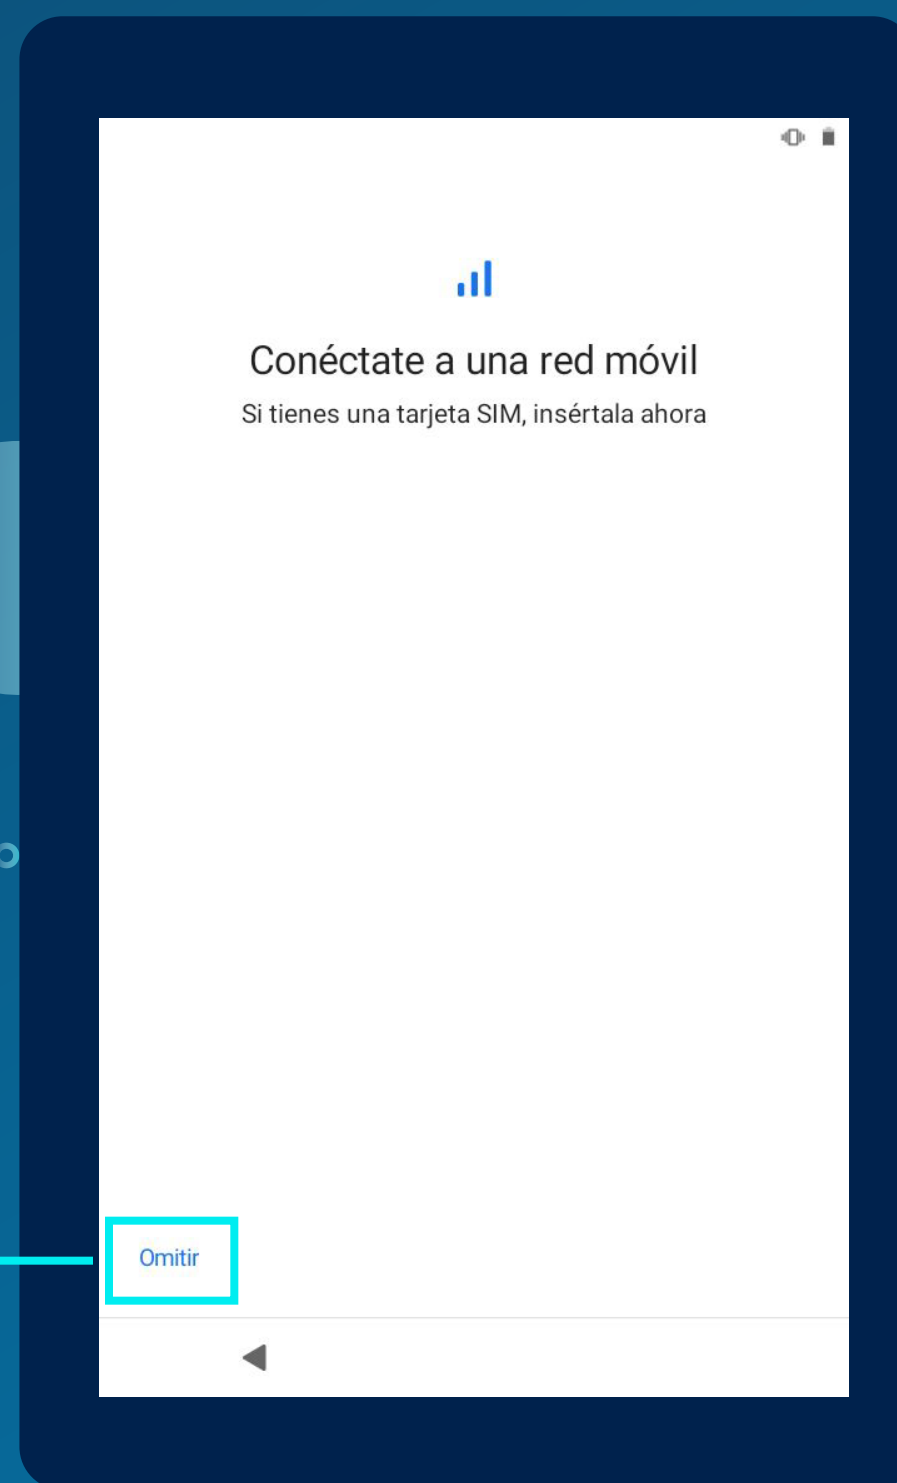 Conéctate a una red móvil
Si tienes una tarjeta SIM, insértala ahora
Omitir